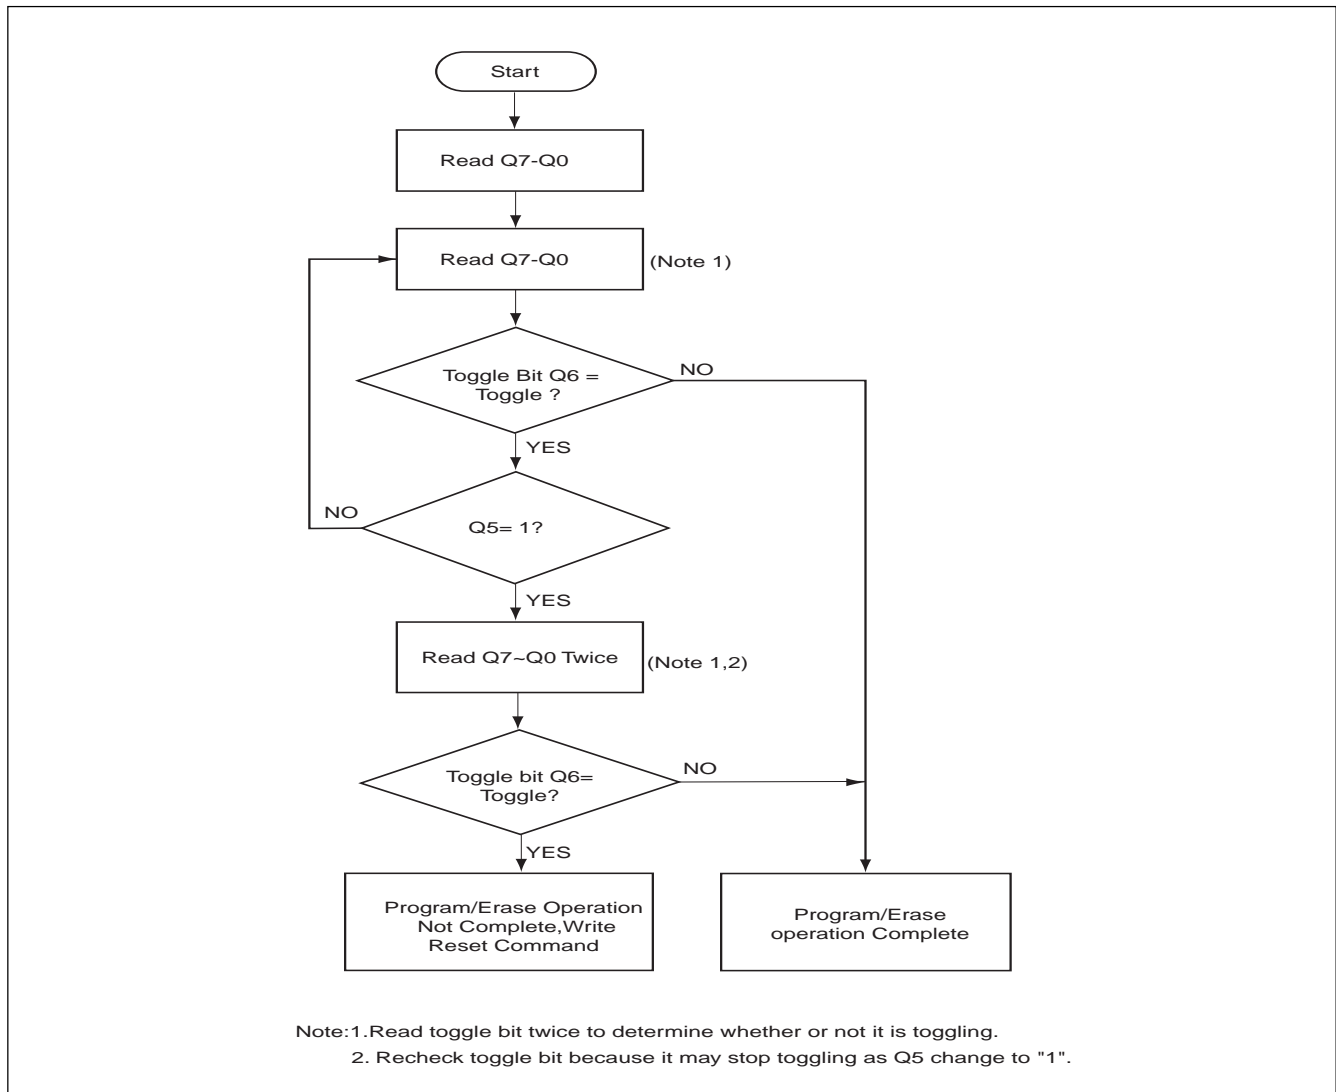 Start
Read Q7-Q0
Read Q7-Q0
(Note 1)
Toggle Bit Q6 =
Toggle ?
NO
YES
NO
Q5= 1?
YES
Read Q7~Q0 Twice
(Note 1,2)
Toggle bit Q6=
Toggle?
NO
YES
Program/Erase Operation
Not Complete,Write
Reset Command
Program/Erase
operation Complete
Note:1.Read toggle bit twice to determine whether or not it is toggling.
2. Recheck toggle bit because it may stop toggling as Q5 change to "1".